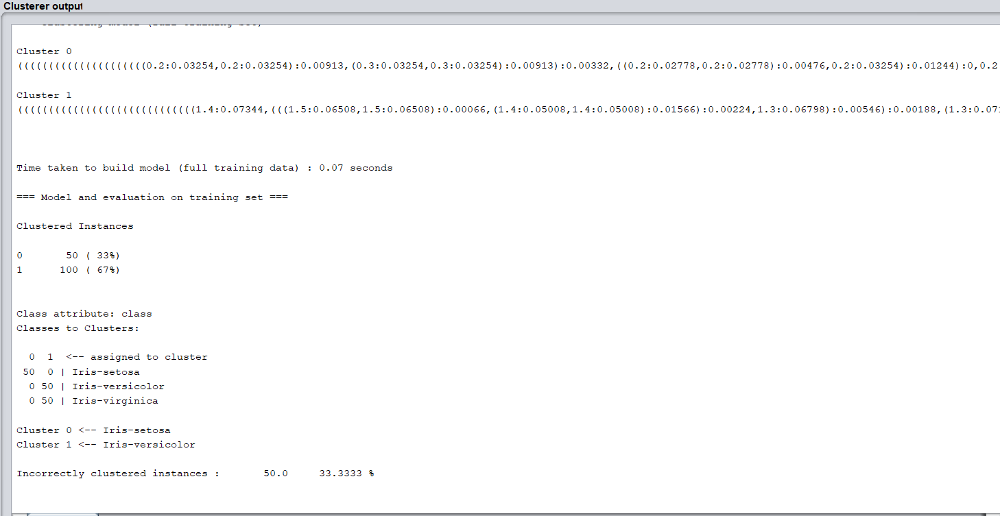 Clusterer output
Cluster 0
((((((((((((((((((((((0.2:0.03254,0.2:0.03254):0.00913,(0.3:0.03254,0.3:0.03254):0.00913):0.00332,((0.2:0.02778,0.2:0.02778):0.00476,0.2:0.03254):0.01244):0,0.2
Cluster 1
(((((((((((((((((((((((((((((1.4:0.07344,(((1.5:0.06508,1.5:0.06508):0.00066,(1.4:0.05008,1.4:0.05008):0.01566):0.00224,1.3:0.06798):0.00546):0.00188,(1.3:0.07
Time taken to build model (full training data) : 0.07 seconds
=== Model and evaluation on training set ===
Clustered Instances
0 50 ( 33%)
1 100 ( 67%)
Class attribute: class
Classes to Clusters:
0 1 <-- assigned to cluster
50 0 | Iris-setosa
0 50 | Iris-versicolor
0 50 | Iris-virginica
Cluster 0 <-- Iris-setosa
Cluster 1 <-- Iris-versicolor
Incorrectly clustered instances : 50.0 33.3333 %